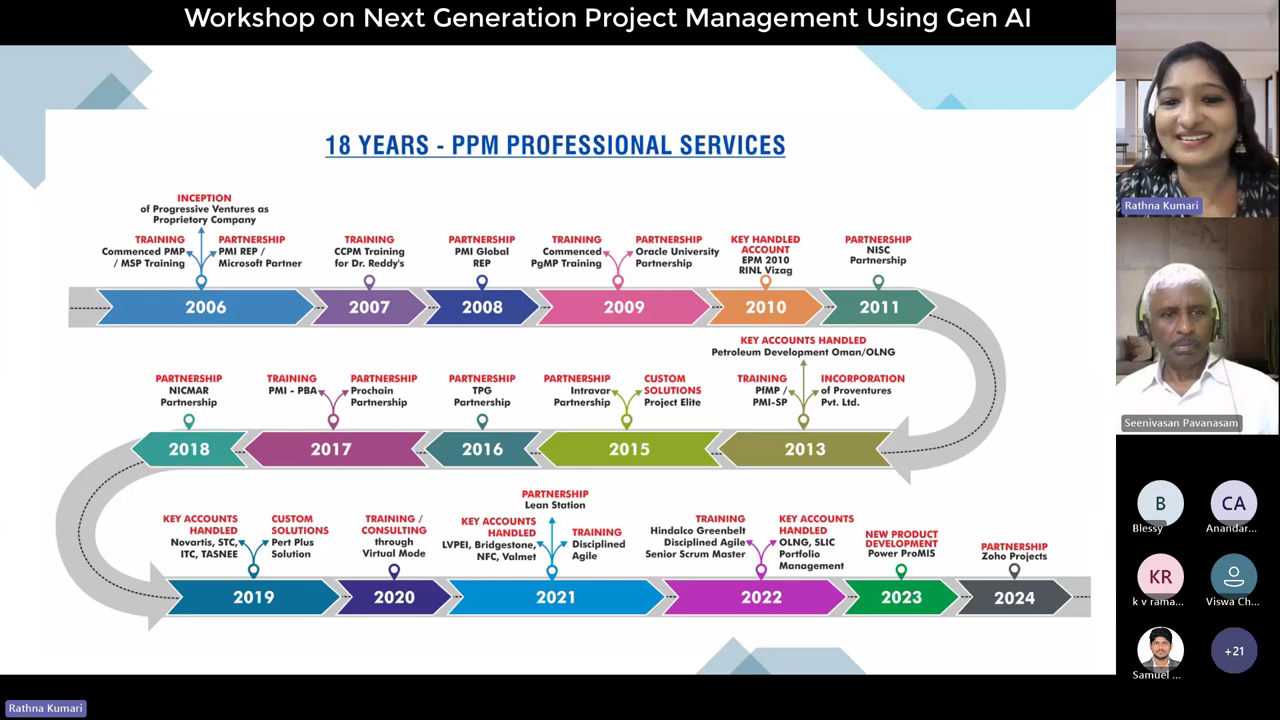 Workshop on Next Generation Project Management Using Gen AI
18 YEARS - PPM PROFESSIONAL SERVICES
INCEPTION
of Progressive Ventures as
Proprietory Company
TRAINING
Commenced PMP
/ MSP Training
PARTNERSHIP
PMI REP /
Microsoft Partner
TRAINING
CCPM Training
for Dr. Reddy's
PARTNERSHIP
PMI Global
REP
TRAINING
Commenced
PgMP Training
PARTNERSHIP
Oracle University
Partnership
KEY HANDLED
ACCOUNT
EPM 2010
RINL Vizag
PARTNERSHIP
NISC
Partnership
2006
2007
2008
2009
2010
2011
KEY ACCOUNTS HANDLED
Petroleum Development Oman/OLNG
PARTNERSHIP
NICMAR
Partnership
TRAINING
PMI - PBA
PARTNERSHIP
Prochain
Partnership
PARTNERSHIP
TPG
Partnership
PARTNERSHIP
Intravar
Partnership
CUSTOM
SOLUTIONS
Project Elite
TRAINING
PfMP /
PMI-SP
INCORPORATION
of Proventures
Pvt. Ltd.
2018
2017
2016
2015
2013
KEY ACCOUNTS
HANDLED
Novartis, STC,
ITC, TASNEE
CUSTOM
SOLUTIONS
Pert Plus
Solution
TRAINING /
CONSULTING
through
Virtual Mode
PARTNERSHIP
Lean Station
KEY ACCOUNTS
HANDLED
LVPEI, Bridgestone,
NFC, Valmet
TRAINING
Disciplined
Agile
TRAINING
Hindalco Greenbelt
Disciplined Agile
Senior Scrum Master
KEY ACCOUNTS
HANDLED
OLNG, SLIC
Portfolio
Management
NEW PRODUCT
DEVELOPMENT
Power ProMIS
PARTNERSHIP
Zoho Projects
2019
2020
2021
2022
2023
2024
Rathna Kumari
Seenivasan Pavanasam
B
Blessy
CA
Anandar...
KR
k v rama...
Viswa Ch...
Samuel ...
+21
Rathna Kumari